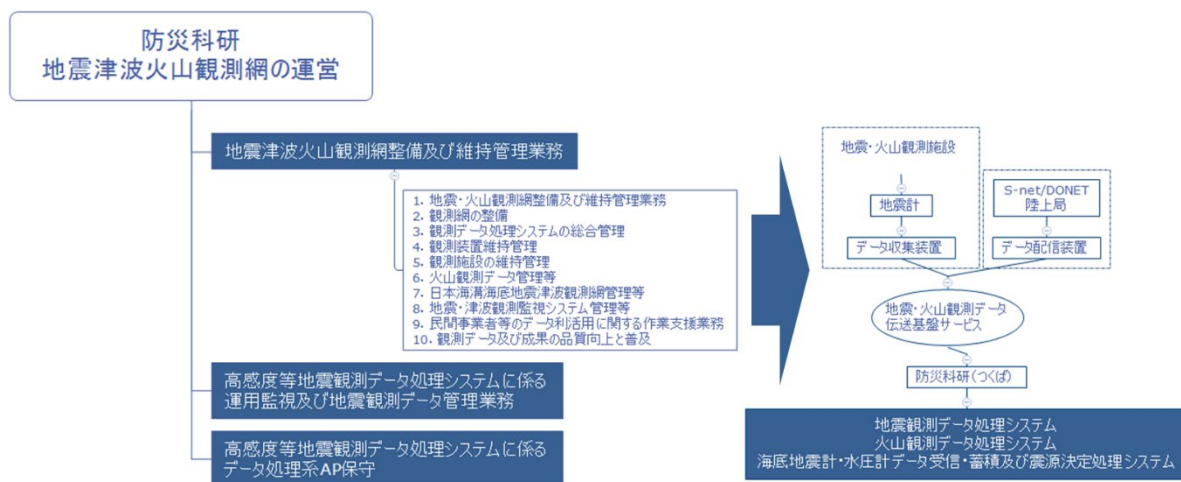 防災科研
地震津波火山観測網の運営
地震津波火山観測網整備及び維持管理業務
1. 地震・火山観測網整備及び維持管理業務
2. 観測網の整備
3. 観測データ処理システムの総合管理
4. 観測装置維持管理
5. 観測施設の維持管理
6. 火山観測データ管理等
7. 日本海溝海底地震津波観測網管理等
8. 地震・津波観測監視システム管理等
9. 民間事業者等のデータ利活用に関する作業支援業務
10. 観測データ及び成果の品質向上と普及
高感度等地震観測データ処理システムに係る
運用監視及び地震観測データ管理業務
高感度等地震観測データ処理システムに係る
データ処理系AP保守
地震・火山観測施設
地震計
データ収集装置
S-net/DONET
陸上局
データ配信装置
地震・火山観測データ
伝送基盤サービス
防災科研(つくば)
地震観測データ処理システム
火山観測データ処理システム
海底地震計・水圧計データ受信・蓄積及び震源決定処理システム